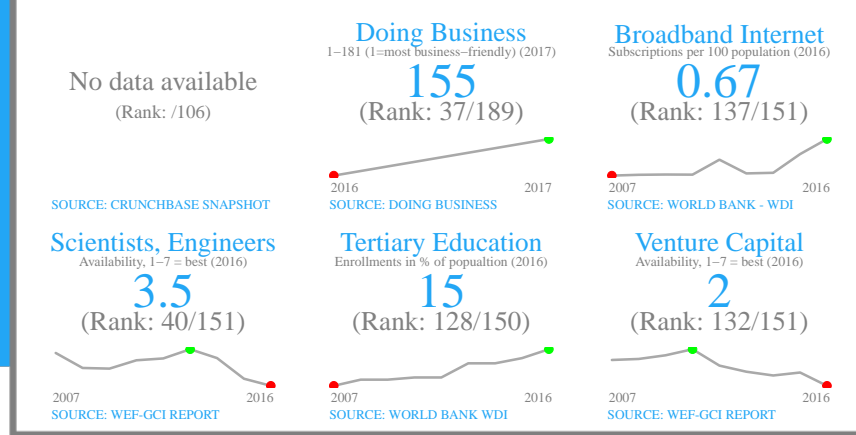 No data available
(Rank: /106)
SOURCE: CRUNCHBASE SNAPSHOT
Doing Business
1−181 (1=most business−friendly) (2017)
155
(Rank: 37/189)
2016 2017
SOURCE: DOING BUSINESS
Broadband Internet
Subscriptions per 100 population (2016)
0.67
(Rank: 137/151)
2007 2016
SOURCE: WORLD BANK - WDI
Scientists, Engineers
Availability, 1−7 = best (2016)
3.5
(Rank: 40/151)
2007 2016
SOURCE: WEF-GCI REPORT
Tertiary Education
Enrollments in % of popualtion (2016)
15
(Rank: 128/150)
2007 2016
SOURCE: WORLD BANK WDI
Venture Capital
Availability, 1−7 = best (2016)
2
(Rank: 132/151)
2007 2016
SOURCE: WEF-GCI REPORT